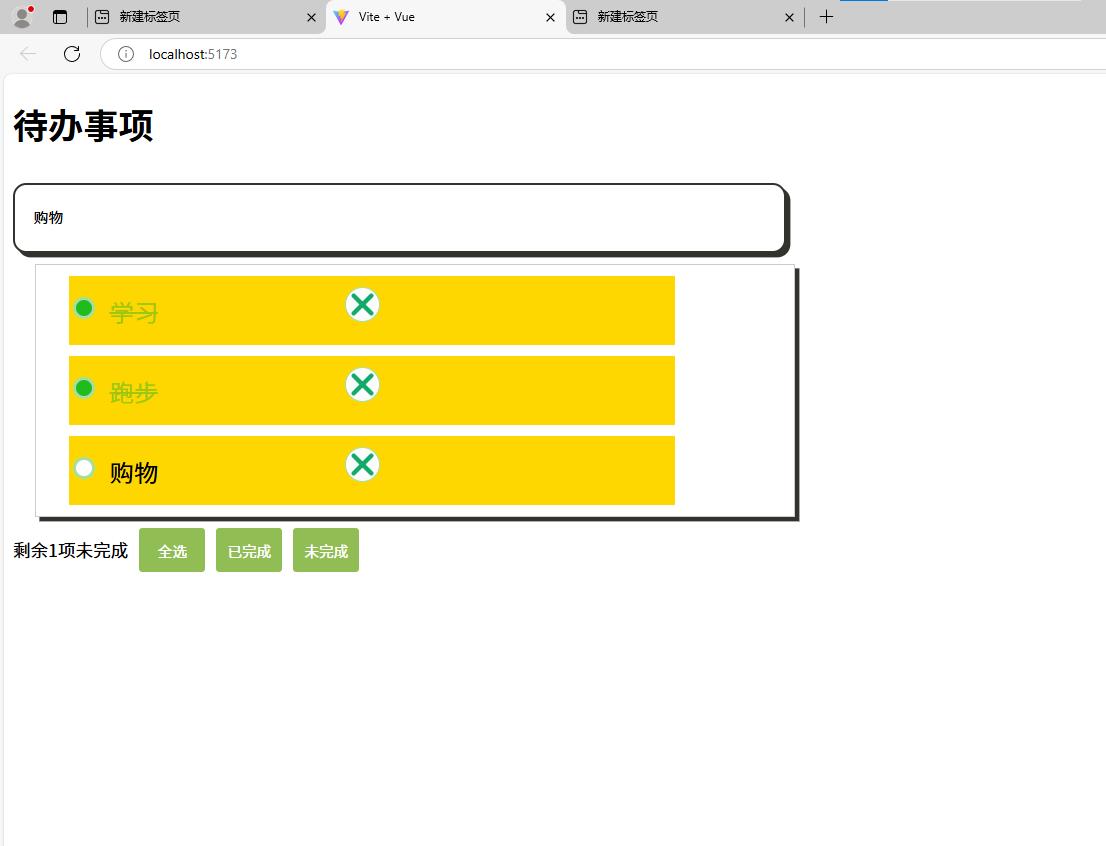 新建标签页
Vite + Vue
新建标签页
localhost:5173
待办事项
购物
学习
跑步
购物
剩余1项未完成 全选 已完成 未完成